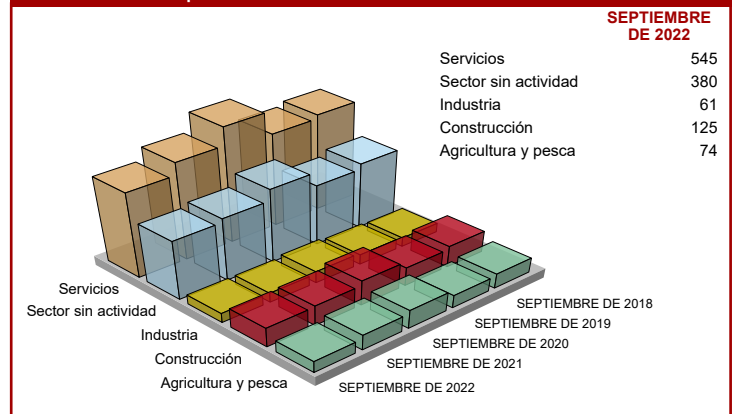 SEPTIEMBRE
DE 2022
Servicios 545
Sector sin actividad 380
Industria 61
Construcción 125
Agricultura y pesca 74
Servicios
Sector sin actividad
Industria
Construcción
Agricultura y pesca
SEPTIEMBRE DE 2018
SEPTIEMBRE DE 2019
SEPTIEMBRE DE 2020
SEPTIEMBRE DE 2021
SEPTIEMBRE DE 2022